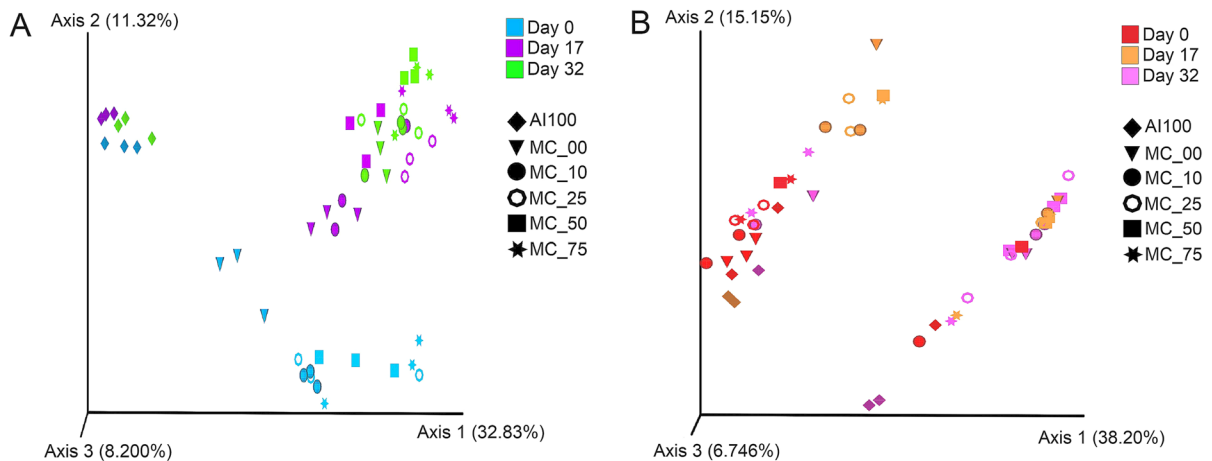 A
Axis 2 (11.32%)
Day 0
Day 17
Day 32
AI100
MC_00
MC_10
MC_25
MC_50
MC_75
Axis 1 (32.83%)
Axis 3 (8.200%)
B
Axis 2 (15.15%)
Day 0
Day 17
Day 32
AI100
MC_00
MC_10
MC_25
MC_50
MC_75
Axis 1 (38.20%)
Axis 3 (6.746%)